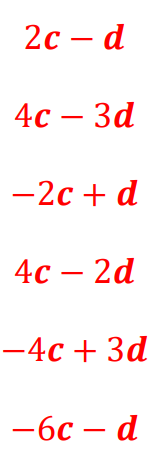 2c − d
4c − 3d
−2c + d
4c − 2d
−4c + 3d
−6c − d